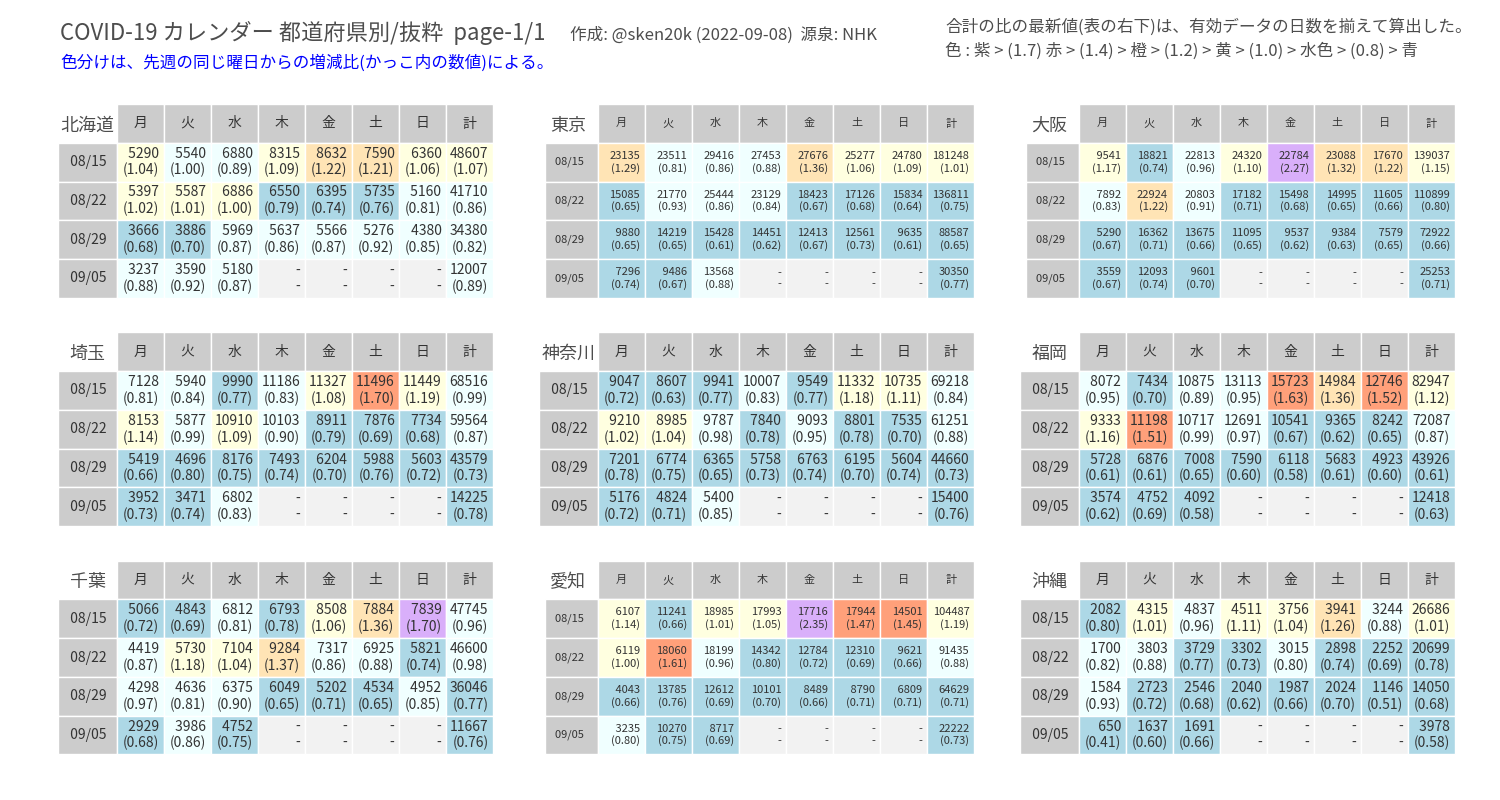 COVID-19 カレンダー 都道府県別/抜粋 page-1/1 作成: @sken20k (2022-09-08) 源泉: NHK
色分けは、先週の同じ曜日からの増減比(かっこ内の数値)による。
合計の比の最新値(表の右下)は、有効データの日数を揃えて算出した。
色 : 紫 > (1.7) 赤 > (1.4) > 橙 > (1.2) > 黄 > (1.0) > 水色 > (0.8) > 青
北海道 月 火 水 木 金 土 日 計
08/15 5290 5540 6880 8315 8632 7590 6360 48607
(1.04) (1.00) (0.89) (1.09) (1.22) (1.21) (1.06) (1.07)
08/22 5397 5587 6886 6550 6395 5735 5160 41710
(1.02) (1.01) (1.00) (0.79) (0.74) (0.76) (0.81) (0.86)
08/29 3666 3886 5969 5637 5566 5276 4380 34380
(0.68) (0.70) (0.87) (0.86) (0.87) (0.92) (0.85) (0.82)
09/05 3237 3590 5180 - - - - 12007
(0.88) (0.92) (0.87) - - - - (0.89)
東京 月 火 水 木 金 土 日 計
08/15 23135 23511 29416 27453 27676 25277 24780 181248
(1.29) (0.81) (0.86) (0.88) (1.36) (1.06) (1.09) (1.01)
08/22 15085 21770 25444 23129 18423 17126 15834 136811
(0.65) (0.93) (0.86) (0.84) (0.67) (0.68) (0.64) (0.75)
08/29 9880 14219 15428 14451 12413 12561 9635 88587
(0.65) (0.65) (0.61) (0.62) (0.67) (0.73) (0.61) (0.65)
09/05 7296 9486 13568 - - - - 30350
(0.74) (0.67) (0.88) - - - - (0.77)
大阪 月 火 水 木 金 土 日 計
08/15 9541 18821 22813 24320 22784 23088 17670 139037
(1.17) (0.74) (0.96) (1.10) (2.27) (1.32) (1.22) (1.15)
08/22 7892 22924 20803 17182 15498 14995 11605 110899
(0.83) (1.22) (0.91) (0.71) (0.68) (0.65) (0.66) (0.80)
08/29 5290 16362 13675 11095 9537 9384 7579 72922
(0.67) (0.71) (0.66) (0.65) (0.62) (0.63) (0.65) (0.66)
09/05 3559 12093 9601 - - - - 25253
(0.67) (0.74) (0.70) - - - - (0.71)
埼玉 月 火 水 木 金 土 日 計
08/15 7128 5940 9990 11186 11327 11496 11449 68516
(0.81) (0.84) (0.77) (0.83) (1.08) (1.70) (1.19) (0.99)
08/22 8153 5877 10910 10103 8911 7876 7734 59564
(1.14) (0.99) (1.09) (0.90) (0.79) (0.69) (0.68) (0.87)
08/29 5419 4696 8176 7493 6204 5988 5603 43579
(0.66) (0.80) (0.75) (0.74) (0.70) (0.76) (0.72) (0.73)
09/05 3952 3471 6802 - - - - 14225
(0.73) (0.74) (0.83) - - - - (0.78)
神奈川 月 火 水 木 金 土 日 計
08/15 9047 8607 9941 10007 9549 11332 10735 69218
(0.72) (0.63) (0.77) (0.83) (0.77) (1.18) (1.11) (0.84)
08/22 9210 8985 9787 7840 9093 8801 7535 61251
(1.02) (1.04) (0.98) (0.78) (0.95) (0.78) (0.70) (0.88)
08/29 7201 6774 6365 5758 6763 6195 5604 44660
(0.78) (0.75) (0.65) (0.73) (0.74) (0.70) (0.74) (0.73)
09/05 5176 4824 5400 - - - - 15400
(0.72) (0.71) (0.85) - - - - (0.76)
福岡 月 火 水 木 金 土 日 計
08/15 8072 7434 10875 13113 15723 14984 12746 82947
(0.95) (0.70) (0.89) (0.95) (1.63) (1.36) (1.52) (1.12)
08/22 9333 11198 10717 12691 10541 9365 8242 72087
(1.16) (1.51) (0.99) (0.97) (0.67) (0.62) (0.65) (0.87)
08/29 5728 6876 7008 7590 6118 5683 4923 43926
(0.61) (0.61) (0.65) (0.60) (0.58) (0.61) (0.60) (0.61)
09/05 3574 4752 4092 - - - - 12418
(0.62) (0.69) (0.58) - - - - (0.63)
千葉 月 火 水 木 金 土 日 計
08/15 5066 4843 6812 6793 8508 7884 7839 47745
(0.72) (0.69) (0.81) (0.78) (1.06) (1.36) (1.70) (0.96)
08/22 4419 5730 7104 9284 7317 6925 5821 46600
(0.87) (1.18) (1.04) (1.37) (0.86) (0.88) (0.74) (0.98)
08/29 4298 4636 6375 6049 5202 4534 4952 36046
(0.97) (0.81) (0.90) (0.65) (0.71) (0.65) (0.85) (0.77)
09/05 2929 3986 4752 - - - - 11667
(0.68) (0.86) (0.75) - - - - (0.76)
愛知 月 火 水 木 金 土 日 計
08/15 6107 11241 18985 17993 17716 17944 14501 104487
(1.14) (0.66) (1.01) (1.05) (2.35) (1.47) (1.45) (1.19)
08/22 6119 18060 18199 14342 12784 12310 9621 91435
(1.00) (1.61) (0.96) (0.80) (0.72) (0.69) (0.66) (0.88)
08/29 4043 13785 12612 10101 8489 8790 6809 64629
(0.66) (0.76) (0.69) (0.70) (0.66) (0.71) (0.71) (0.71)
09/05 3235 10270 8717 - - - - 22222
(0.80) (0.75) (0.69) - - - - (0.73)
沖縄 月 火 水 木 金 土 日 計
08/15 2082 4315 4837 4511 3756 3941 3244 26686
(0.80) (1.01) (0.96) (1.11) (1.04) (1.26) (0.88) (1.01)
08/22 1700 3803 3729 3302 3015 2898 2252 20699
(0.82) (0.88) (0.77) (0.73) (0.80) (0.74) (0.69) (0.78)
08/29 1584 2723 2546 2040 1987 2024 1146 14050
(0.93) (0.72) (0.68) (0.62) (0.66) (0.70) (0.51) (0.68)
09/05 650 1637 1691 - - - - 3978
(0.41) (0.60) (0.66) - - - - (0.58)